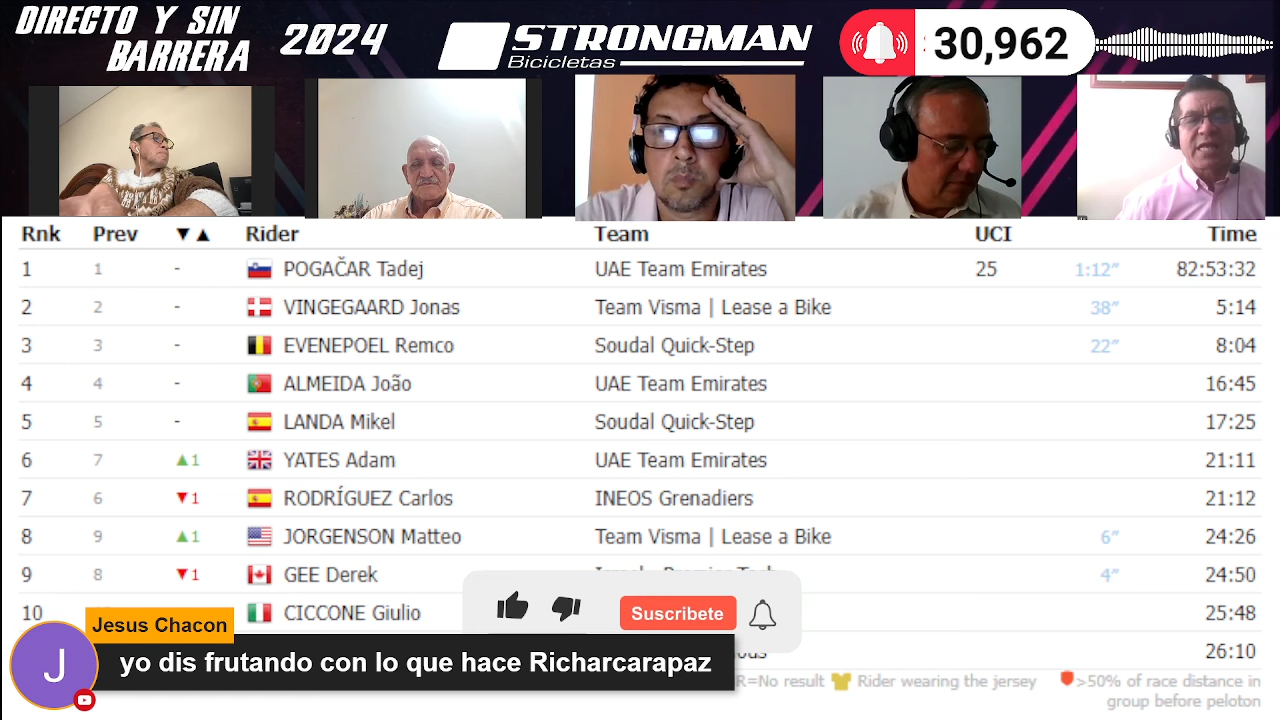 DIRECTO Y SIN BARRERA 2024
STRONGMAN
Bicicletas
30,962
Rnk Prev ▼▲ Rider Team UCI Time
1 1 - POGAČAR Tadej UAE Team Emirates 25 1:12″ 82:53:32
2 2 - VINGEGAARD Jonas Team Visma | Lease a Bike 38″ 5:14
3 3 - EVENEPOEL Remco Soudal Quick-Step 22″ 8:04
4 4 - ALMEIDA João UAE Team Emirates 16:45
5 5 - LANDA Mikel Soudal Quick-Step 17:25
6 7 ▲1 YATES Adam UAE Team Emirates 21:11
7 6 ▼1 RODRÍGUEZ Carlos INEOS Grenadiers 21:12
8 9 ▲1 JORGENSON Matteo Team Visma | Lease a Bike 6″ 24:26
9 8 ▼1 GEE Derek 4″ 24:50
10 CICCONE Giulio 25:48
Suscribete
26:10
Jesus Chacon
J
yo dis frutando con lo que hace Richarcarapaz
R=No result Rider wearing the jersey >50% of race distance in
group before peloton